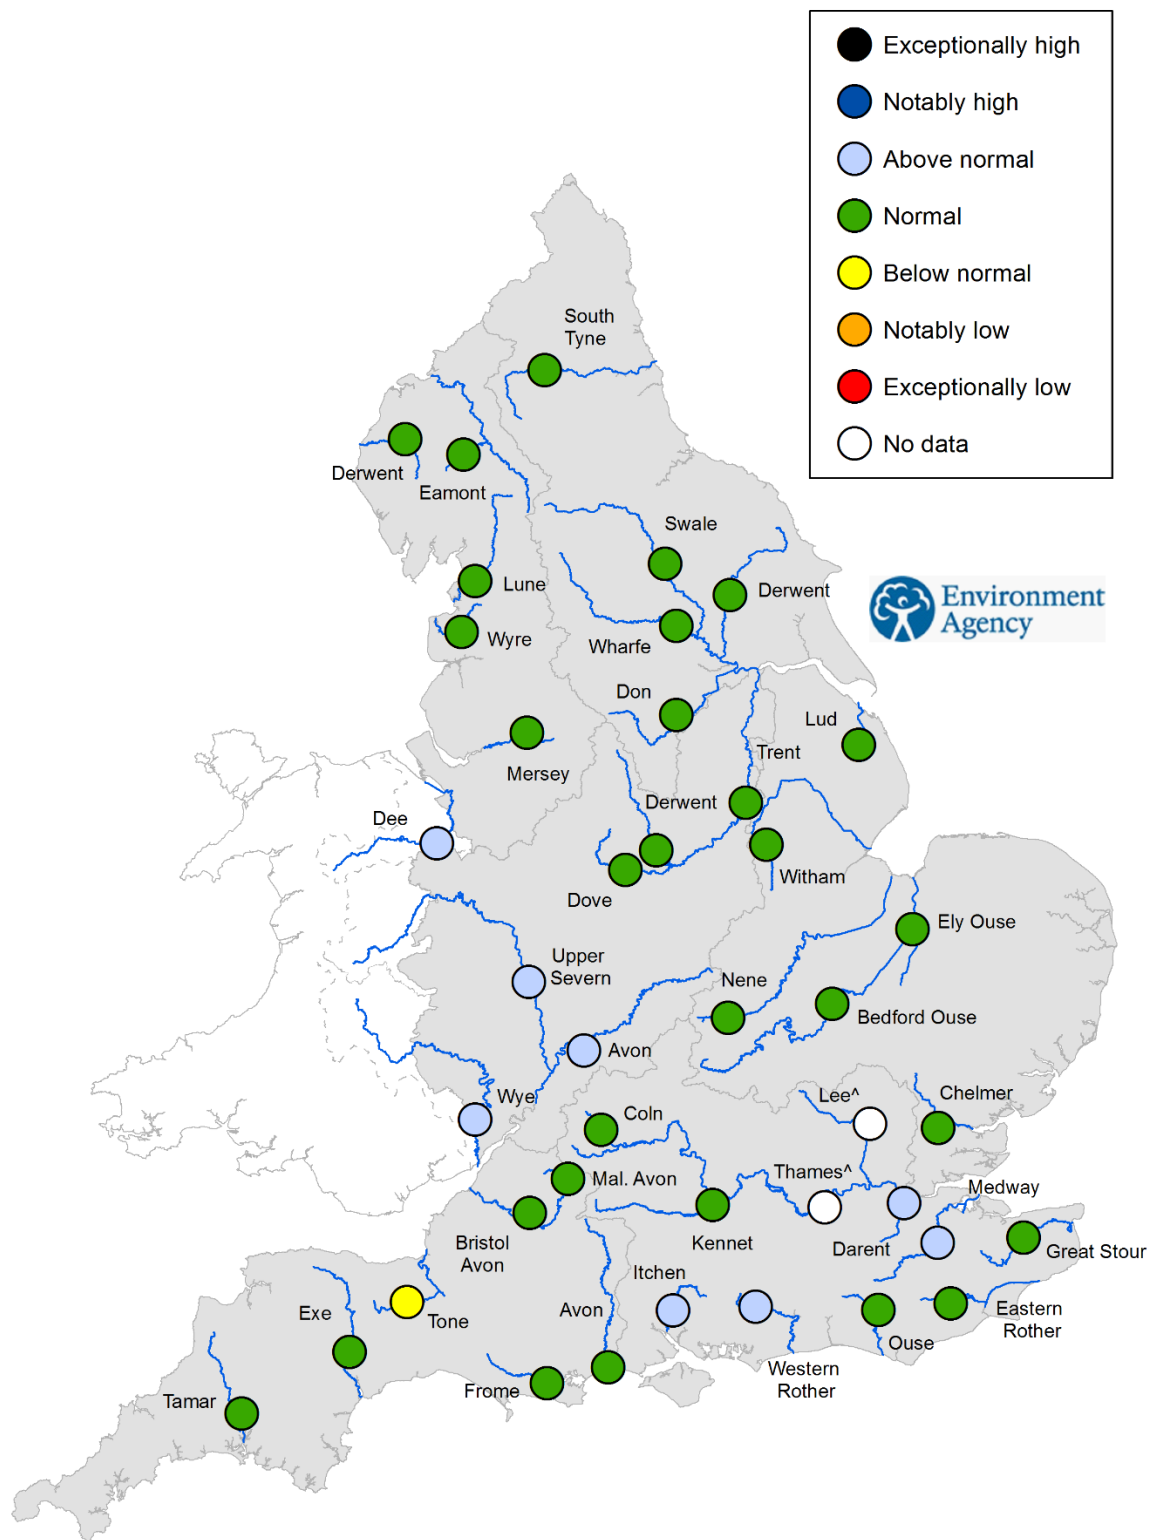 Exceptionally high
Notably high
Above normal
Normal
Below normal
Notably low
Exceptionally low
No data
South
Tyne
Derwent
Eamont
Swale
Lune
Derwent
Environment
Agency
Wyre
Wharfe
Don
Lud
Trent
Mersey
Derwent
Dee
Witham
Dove
Ely Ouse
Upper
Severn
Nene
Bedford Ouse
Avon
Wye
Lee^
Chelmer
Coln
Thames^
Mal. Avon
Medway
Bristol
Avon
Kennet
Darent
Great Stour
Itchen
Exe
Avon
Tone
Eastern
Rother
Ouse
Western
Rother
Frome
Tamar